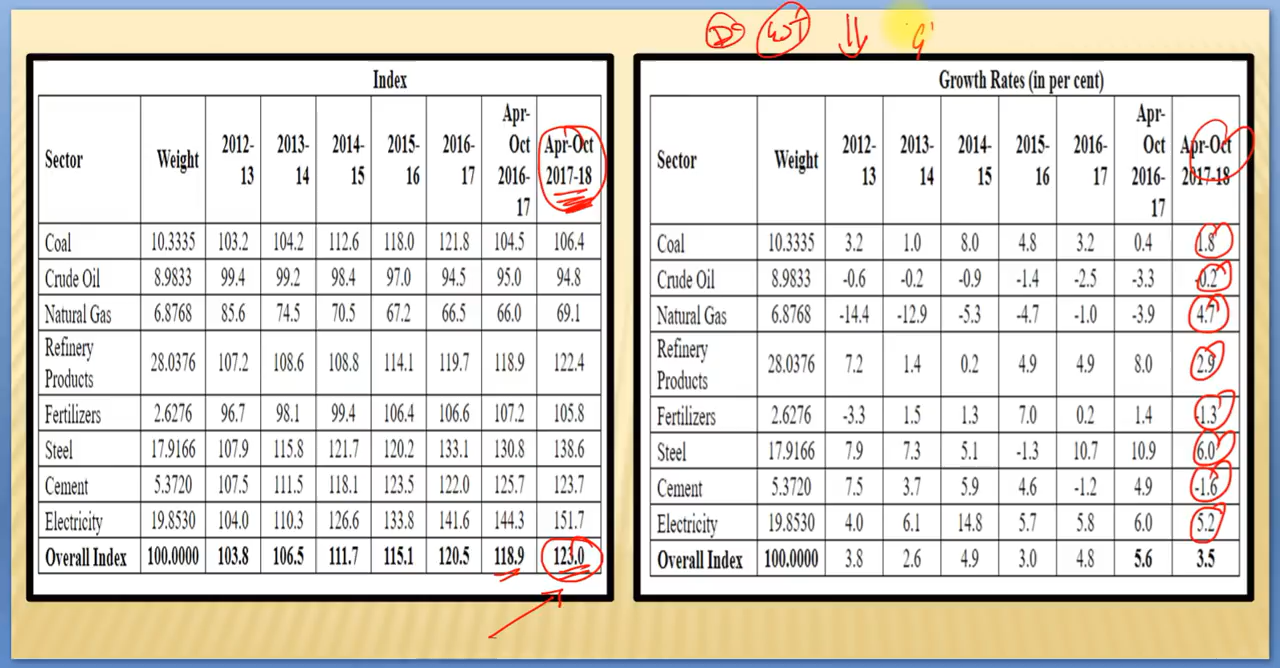 D WT G
Index
Sector Weight 2012-13 2013-14 2014-15 2015-16 2016-17 Apr-Oct 2016-17 Apr-Oct 2017-18
Coal 10.3335 103.2 104.2 112.6 118.0 121.8 104.5 106.4
Crude Oil 8.9833 99.4 99.2 98.4 97.0 94.5 95.0 94.8
Natural Gas 6.8768 85.6 74.5 70.5 67.2 66.5 66.0 69.1
Refinery Products 28.0376 107.2 108.6 108.8 114.1 119.7 118.9 122.4
Fertilizers 2.6276 96.7 98.1 99.4 106.4 106.6 107.2 105.8
Steel 17.9166 107.9 115.8 121.7 120.2 133.1 130.8 138.6
Cement 5.3720 107.5 111.5 118.1 123.5 122.0 125.7 123.7
Electricity 19.8530 104.0 110.3 126.6 133.8 141.6 144.3 151.7
Overall Index 100.0000 103.8 106.5 111.7 115.1 120.5 118.9 123.0
Growth Rates (in per cent)
Sector Weight 2012-13 2013-14 2014-15 2015-16 2016-17 Apr-Oct 2016-17 Apr-Oct 2017-18
Coal 10.3335 3.2 1.0 8.0 4.8 3.2 0.4 1.8
Crude Oil 8.9833 -0.6 -0.2 -0.9 -1.4 -2.5 -3.3 -0.2
Natural Gas 6.8768 -14.4 -12.9 -5.3 -4.7 -1.0 -3.9 4.7
Refinery Products 28.0376 7.2 1.4 0.2 4.9 4.9 8.0 2.9
Fertilizers 2.6276 -3.3 1.5 1.3 7.0 0.2 1.4 -1.3
Steel 17.9166 7.9 7.3 5.1 -1.3 10.7 10.9 6.0
Cement 5.3720 7.5 3.7 5.9 4.6 -1.2 4.9 -1.6
Electricity 19.8530 4.0 6.1 14.8 5.7 5.8 6.0 5.2
Overall Index 100.0000 3.8 2.6 4.9 3.0 4.8 5.6 3.5